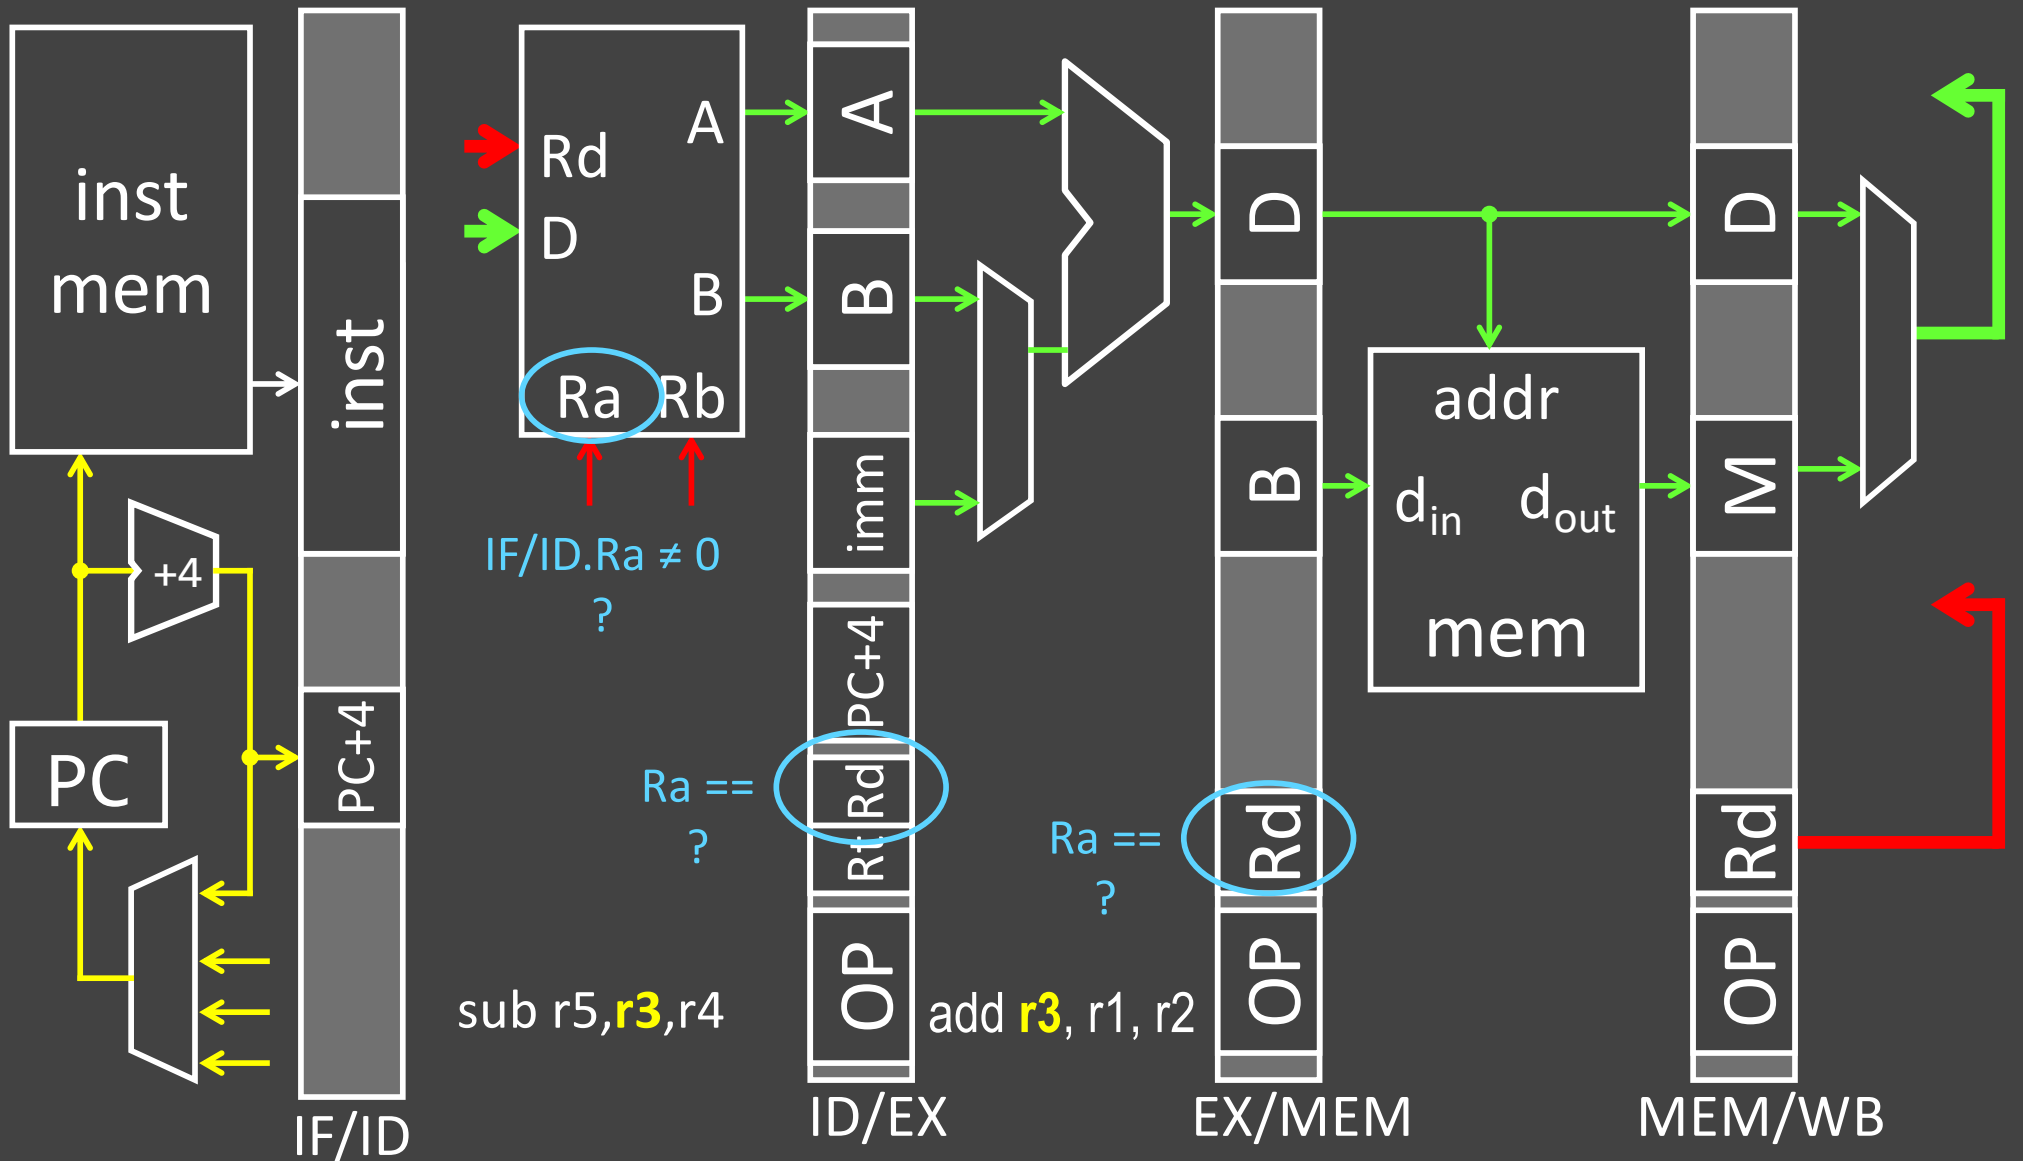 inst
mem
+4
PC
inst
PC+4
IF/ID
Rd
D
A
B
Ra Rb
IF/ID.Ra ≠ 0
?
Ra ==
?
sub r5,r3,r4
A
B
imm
PC+4
Rd
Rt
OP
ID/EX
Ra ==
?
add r3, r1, r2
D
B
Rd
OP
EX/MEM
addr
din dout
mem
D
M
Rd
OP
MEM/WB